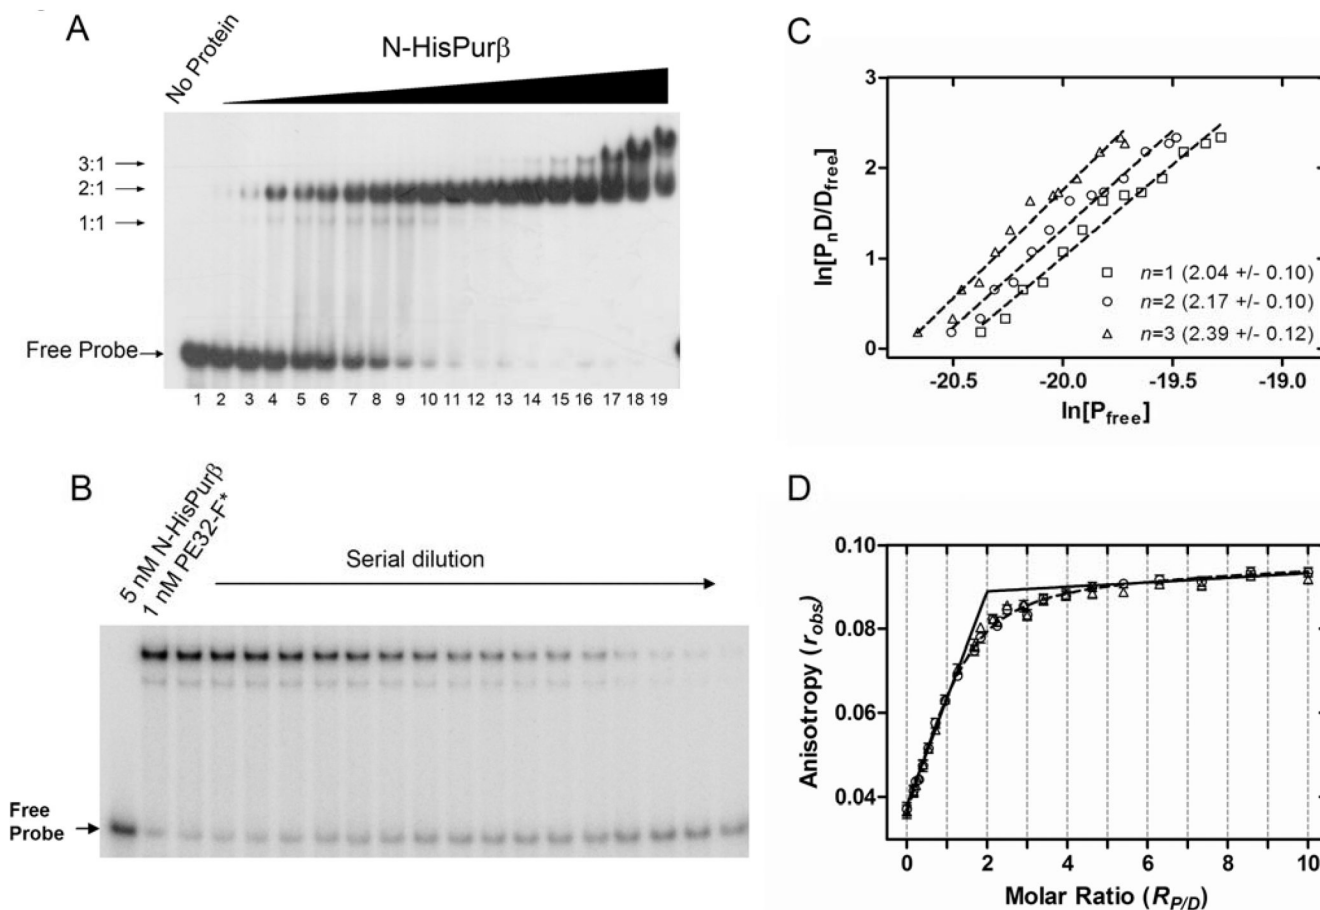 A
No Protein
N-HisPurβ
3:1
2:1
1:1
Free Probe
1 2 3 4 5 6 7 8 9 10 11 12 13 14 15 16 17 18 19
B
5 nM N-HisPurβ
1 nM PE32-F*
Serial dilution
Free
Probe
C
ln[PnD/Dfree]
3
2
1
0
n=1 (2.04 +/- 0.10)
n=2 (2.17 +/- 0.10)
n=3 (2.39 +/- 0.12)
-20.5 -20.0 -19.5 -19.0
ln[Pfree]
D
Anisotropy (robs)
0.10
0.08
0.06
0.04
0 2 4 6 8 10
Molar Ratio (RP/D)